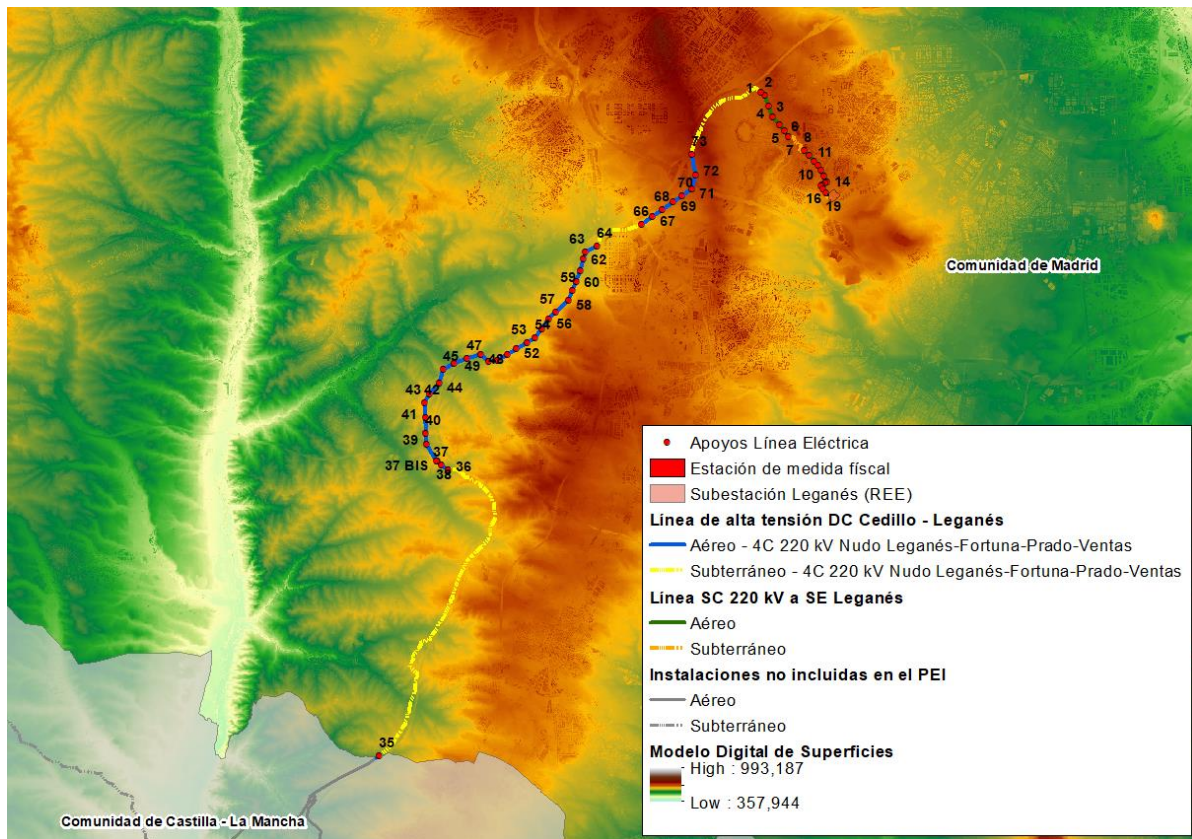 1
2
3
4
5
6
7
8
10
11
14
16
19
73
72
70
71
68
69
66
67
64
63
62
59
60
57
58
56
54
53
52
47
48
45
49
44
43
42
41
40
39
37
37 BIS
38
36
35
Comunidad de Madrid
Comunidad de Castilla - La Mancha
Apoyos Línea Eléctrica
Estación de medida físcal
Subestación Leganés (REE)
Línea de alta tensión DC Cedillo - Leganés
Aéreo - 4C 220 kV Nudo Leganés-Fortuna-Prado-Ventas
Subterráneo - 4C 220 kV Nudo Leganés-Fortuna-Prado-Ventas
Línea SC 220 kV a SE Leganés
Aéreo
Subterráneo
Instalaciones no incluidas en el PEI
Aéreo
Subterráneo
Modelo Digital de Superficies
High : 993,187
Low : 357,944